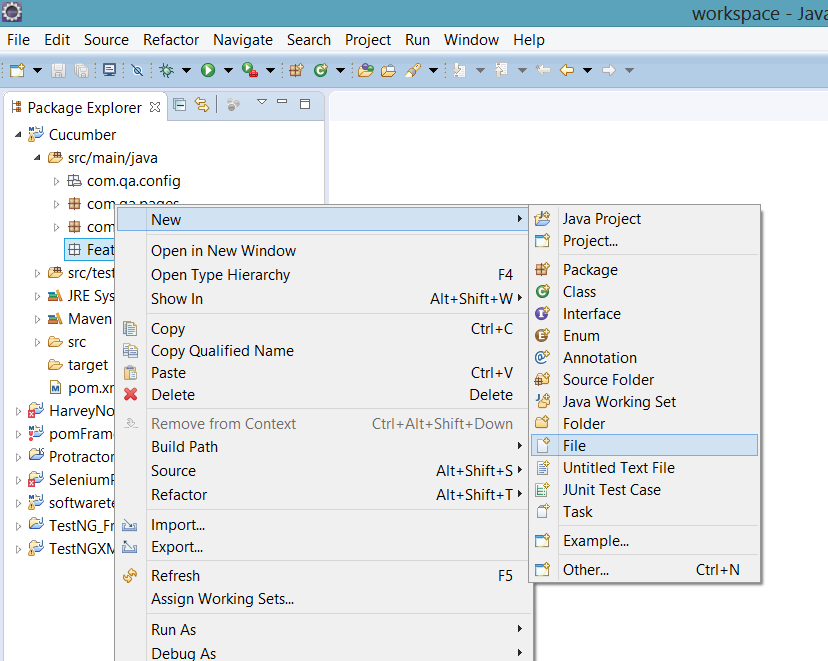 workspace - Java
File Edit Source Refactor Navigate Search Project Run Window Help
Package Explorer
Cucumber
src/main/java
com.qa.config
com.qa.pages
com
Feat
src/test
JRE Sys
Maven
src
target
pom.xm
HarveyNo
pomFram
Protractor
SeleniumF
softwarete
TestNG_Fr
TestNGXM
New
Open in New Window
Open Type Hierarchy F4
Show In Alt+Shift+W
Copy Ctrl+C
Copy Qualified Name
Paste Ctrl+V
Delete Delete
Remove from Context Ctrl+Alt+Shift+Down
Build Path
Source Alt+Shift+S
Refactor Alt+Shift+T
Import...
Export...
Refresh F5
Assign Working Sets...
Run As
Debug As
Java Project
Project...
Package
Class
Interface
Enum
Annotation
Source Folder
Java Working Set
Folder
File
Untitled Text File
JUnit Test Case
Task
Example...
Other... Ctrl+N